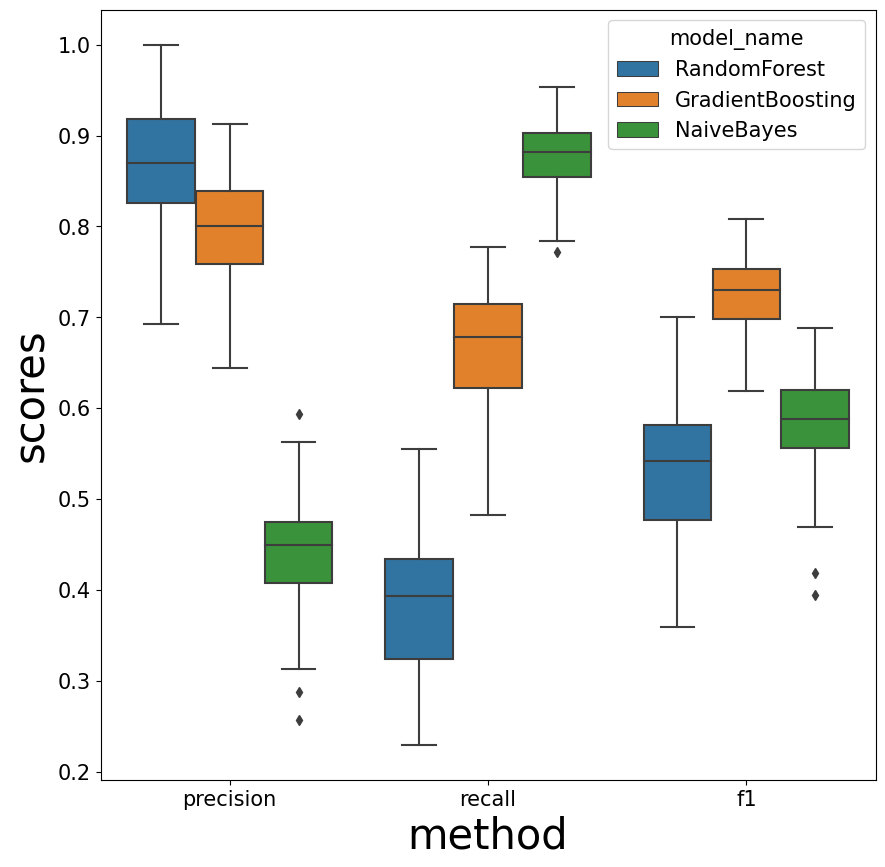 model_name
RandomForest
GradientBoosting
NaiveBayes
1.0
0.9
0.8
0.7
0.6
0.5
0.4
0.3
0.2
scores
precision recall f1
method